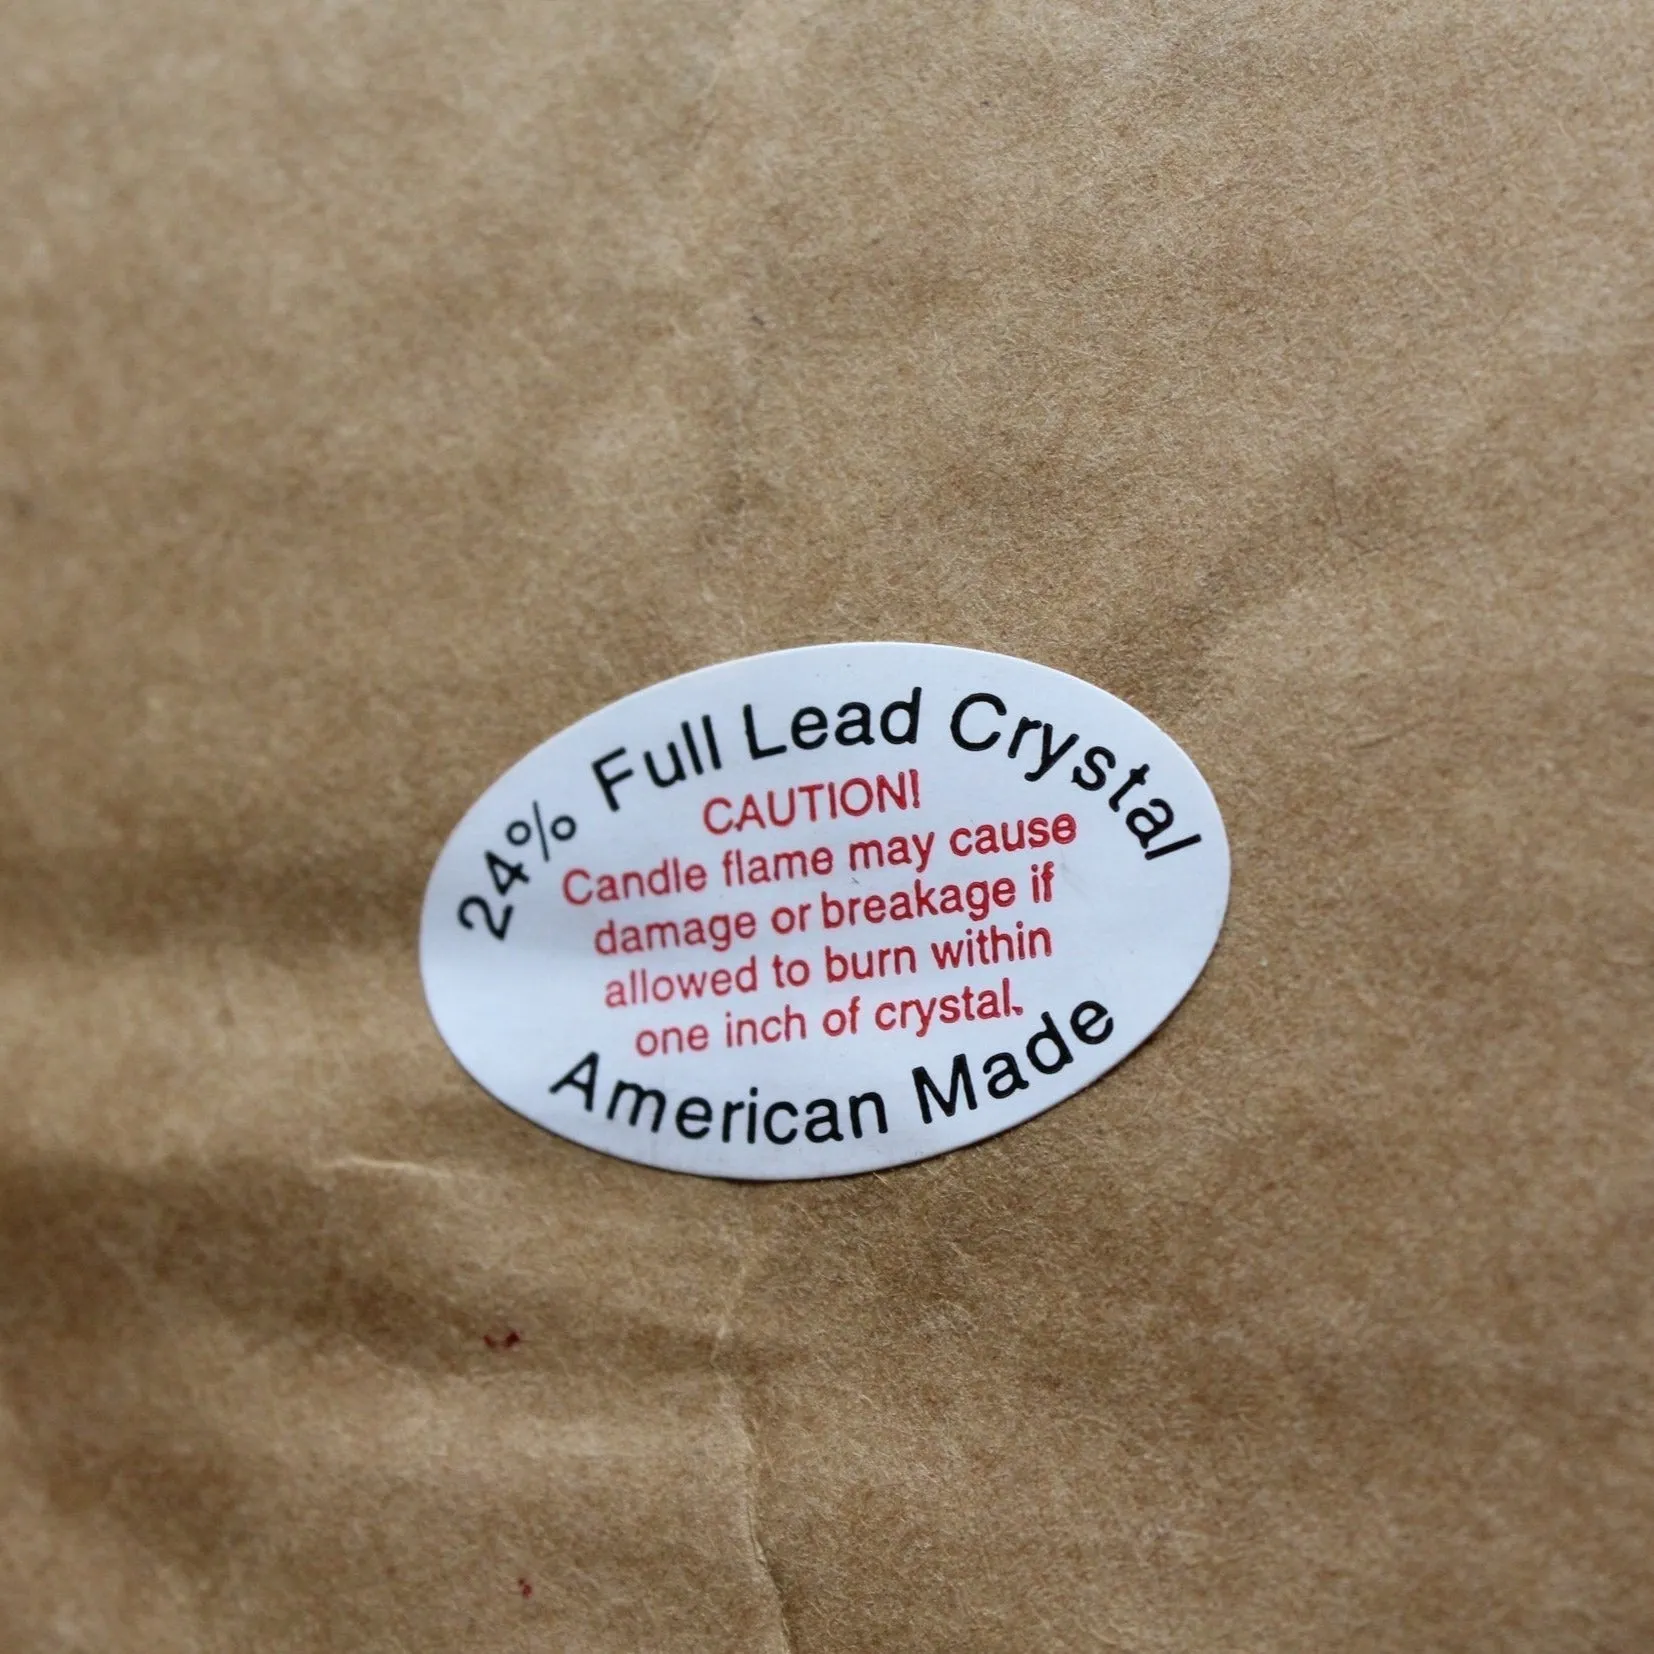 24% Full Lead Crystal
CAUTION!
Candle flame may cause
damage or breakage if
allowed to burn within
one inch of crystal.
American Made